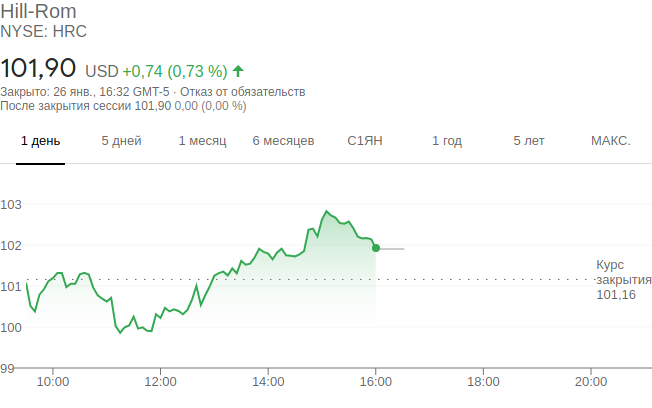 Hill-Rom
NYSE: HRC
101,90 USD +0,74 (0,73 %)
Закрыто: 26 янв., 16:32 GMT-5 · Отказ от обязательств
После закрытия сессии 101,90 0,00 (0,00 %)
1 день 5 дней 1 месяц 6 месяцев С1ЯН 1 год 5 лет МАКС.
103
102
Курс
закрытия
101,16
101
100
99
10:00 12:00 14:00 16:00 18:00 20:00